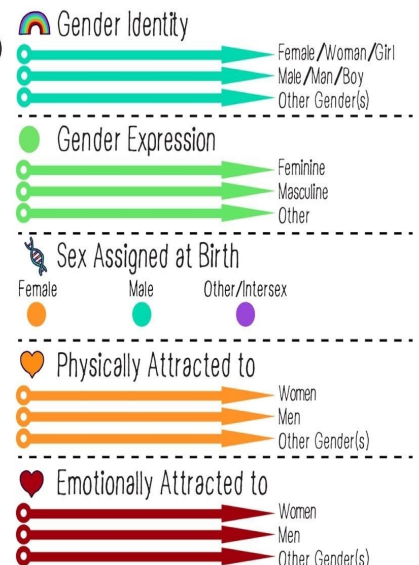 Gender Identity
Female/Woman/Girl
Male/Man/Boy
Other Gender(s)
Gender Expression
Feminine
Masculine
Other
Sex Assigned at Birth
Female Male Other/Intersex
Physically Attracted to
Women
Men
Other Gender(s)
Emotionally Attracted to
Women
Men
Other Gender(s)